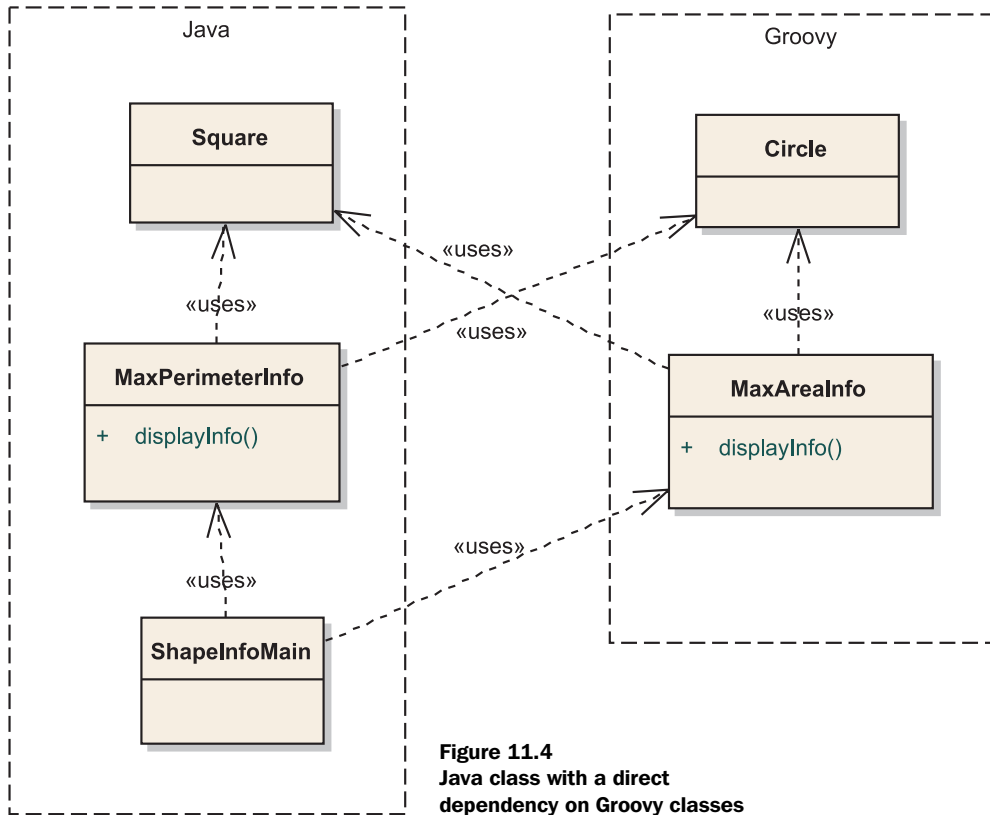 Java
Groovy
Square
Circle
«uses»
«uses»
«uses»
«uses»
MaxPerimeterInfo
+ displayInfo()
MaxAreaInfo
+ displayInfo()
«uses»
«uses»
ShapeInfoMain
Figure 11.4
Java class with a direct
dependency on Groovy classes